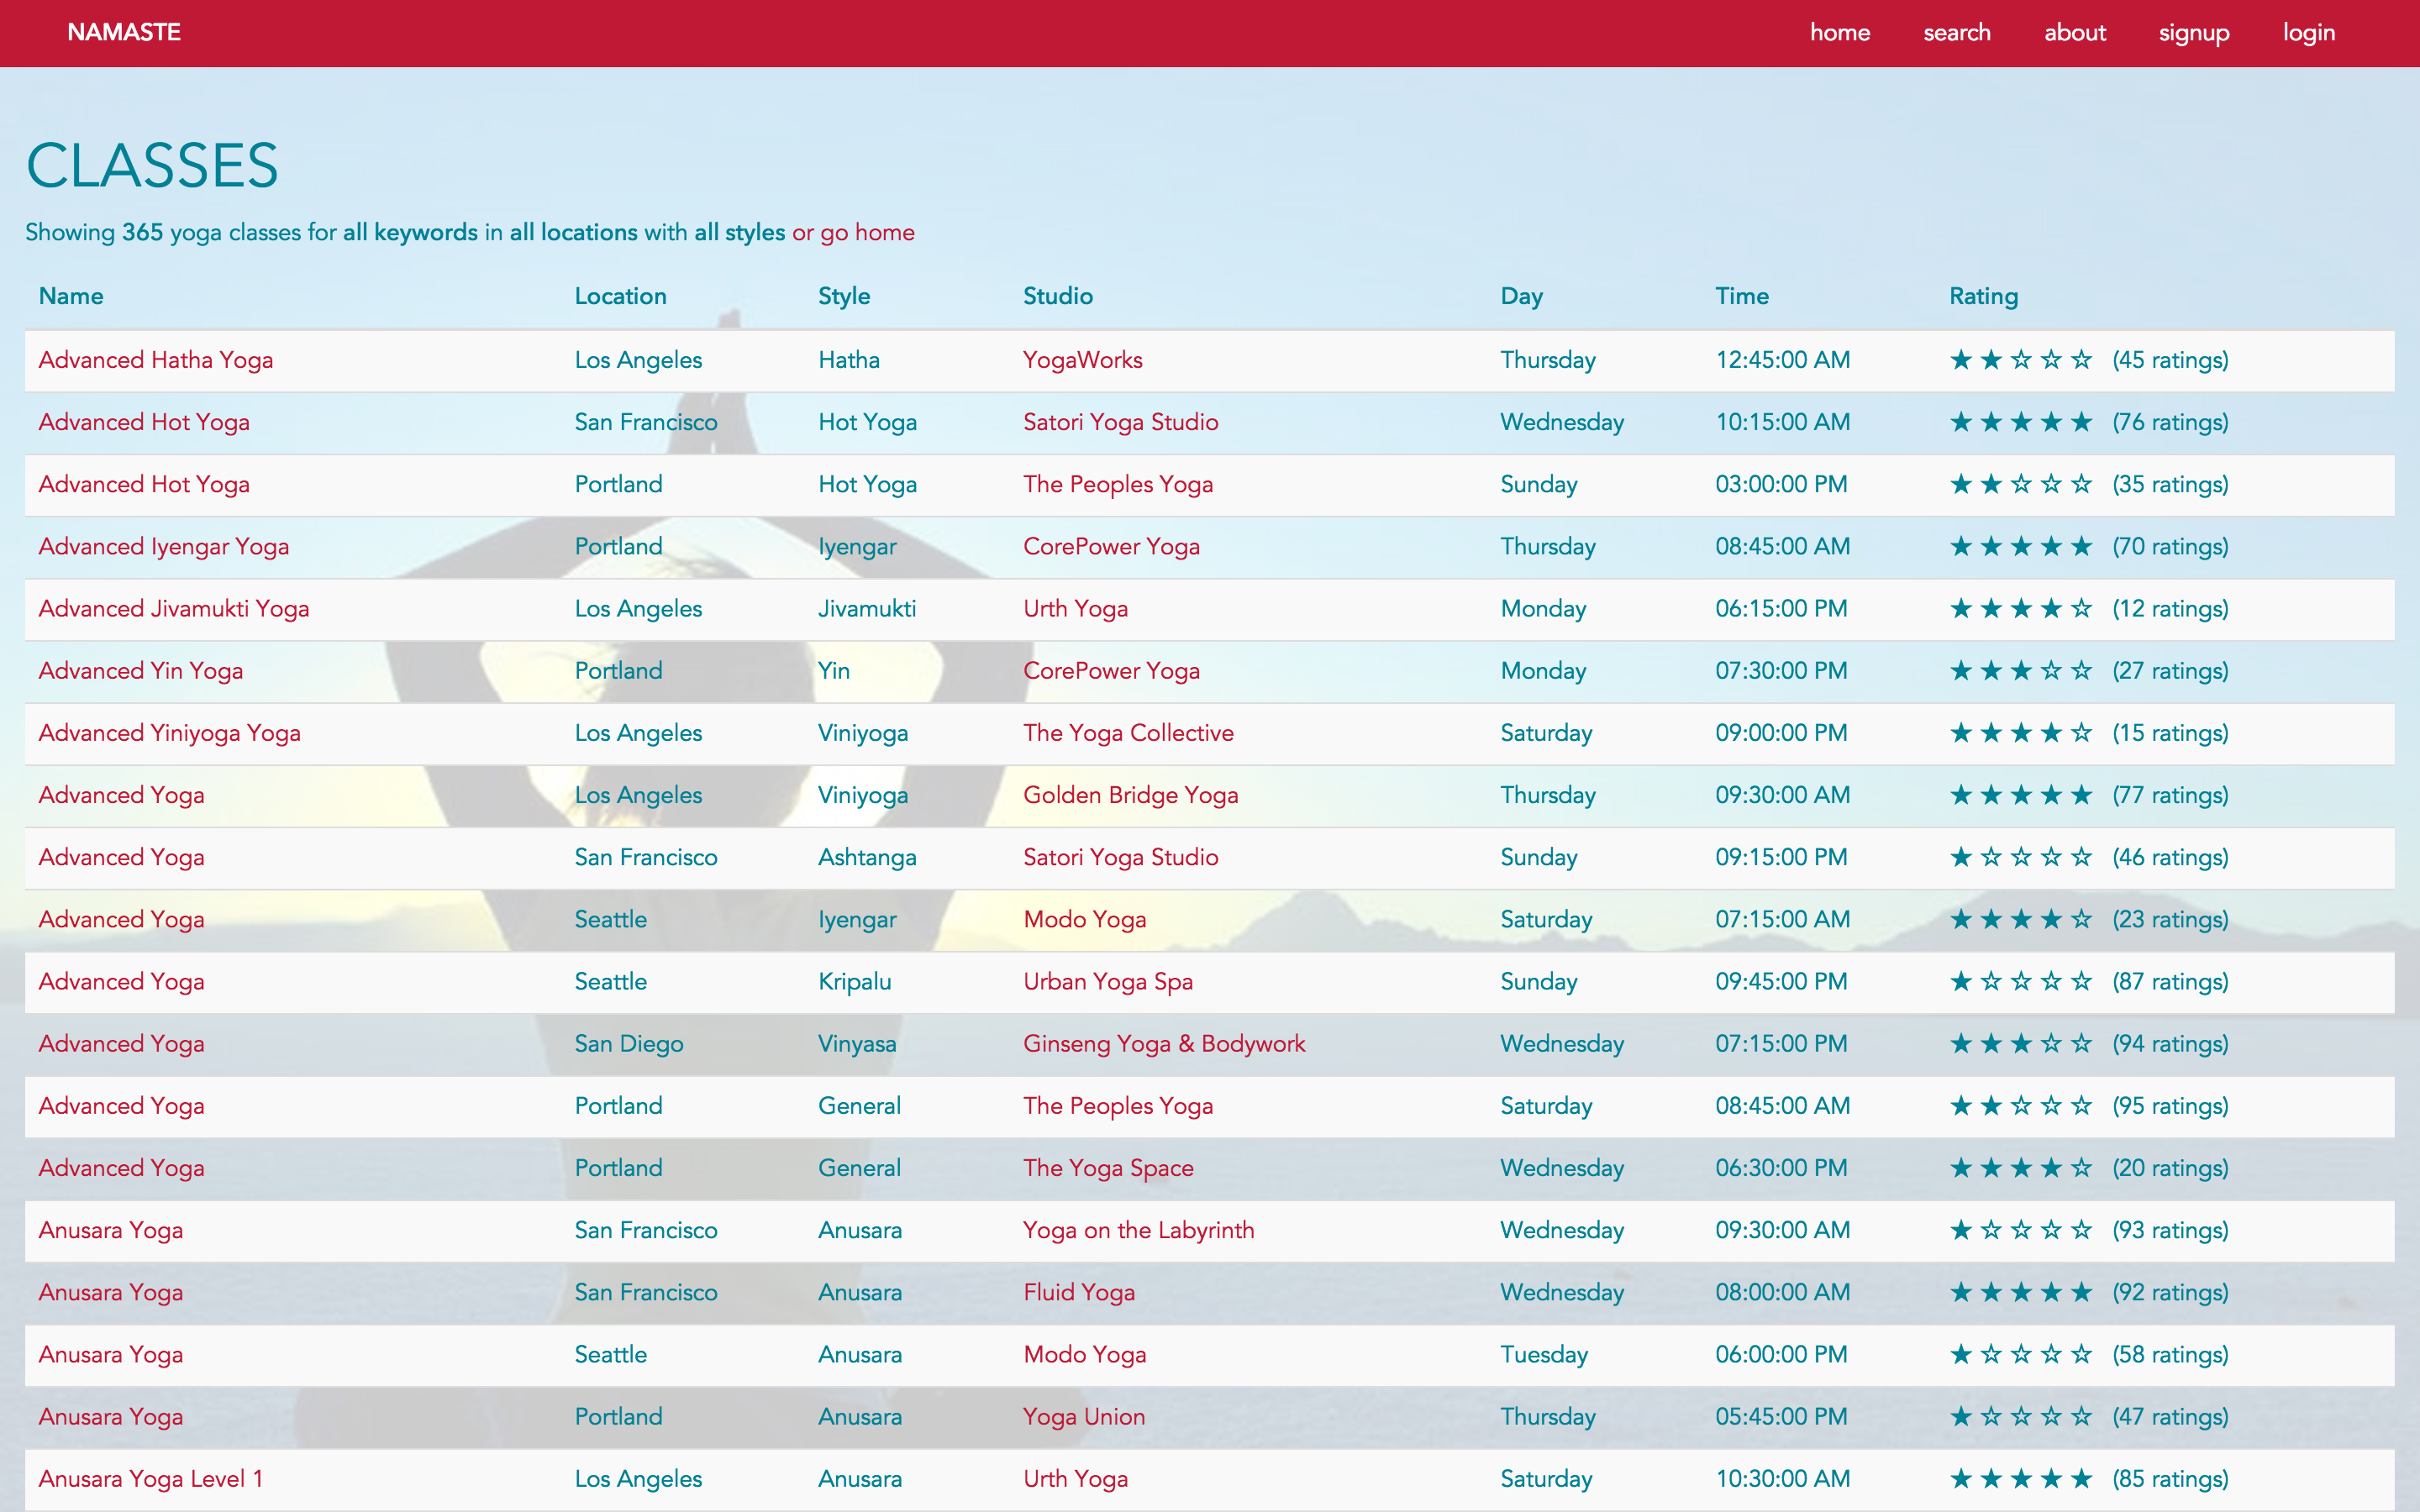 NAMASTE home search about signup login
CLASSES
Showing 365 yoga classes for all keywords in all locations with all styles or go home
Name Location Style Studio Day Time Rating
Advanced Hatha Yoga Los Angeles Hatha YogaWorks Thursday 12:45:00 AM ★★☆☆☆ (45 ratings)
Advanced Hot Yoga San Francisco Hot Yoga Satori Yoga Studio Wednesday 10:15:00 AM ★★★★★ (76 ratings)
Advanced Hot Yoga Portland Hot Yoga The Peoples Yoga Sunday 03:00:00 PM ★★☆☆☆ (35 ratings)
Advanced Iyengar Yoga Portland Iyengar CorePower Yoga Thursday 08:45:00 AM ★★★★★ (70 ratings)
Advanced Jivamukti Yoga Los Angeles Jivamukti Urth Yoga Monday 06:15:00 PM ★★★★☆ (12 ratings)
Advanced Yin Yoga Portland Yin CorePower Yoga Monday 07:30:00 PM ★★★☆☆ (27 ratings)
Advanced Yiniyoga Yoga Los Angeles Viniyoga The Yoga Collective Saturday 09:00:00 PM ★★★★☆ (15 ratings)
Advanced Yoga Los Angeles Viniyoga Golden Bridge Yoga Thursday 09:30:00 AM ★★★★★ (77 ratings)
Advanced Yoga San Francisco Ashtanga Satori Yoga Studio Sunday 09:15:00 PM ★☆☆☆☆ (46 ratings)
Advanced Yoga Seattle Iyengar Modo Yoga Saturday 07:15:00 AM ★★★★☆ (23 ratings)
Advanced Yoga Seattle Kripalu Urban Yoga Spa Sunday 09:45:00 PM ★☆☆☆☆ (87 ratings)
Advanced Yoga San Diego Vinyasa Ginseng Yoga & Bodywork Wednesday 07:15:00 PM ★★★☆☆ (94 ratings)
Advanced Yoga Portland General The Peoples Yoga Saturday 08:45:00 AM ★★☆☆☆ (95 ratings)
Advanced Yoga Portland General The Yoga Space Wednesday 06:30:00 PM ★★★★☆ (20 ratings)
Anusara Yoga San Francisco Anusara Yoga on the Labyrinth Wednesday 09:30:00 AM ★☆☆☆☆ (93 ratings)
Anusara Yoga San Francisco Anusara Fluid Yoga Wednesday 08:00:00 AM ★★★★★ (92 ratings)
Anusara Yoga Seattle Anusara Modo Yoga Tuesday 06:00:00 PM ★☆☆☆☆ (58 ratings)
Anusara Yoga Portland Anusara Yoga Union Thursday 05:45:00 PM ★☆☆☆☆ (47 ratings)
Anusara Yoga Level 1 Los Angeles Anusara Urth Yoga Saturday 10:30:00 AM ★★★★★ (85 ratings)